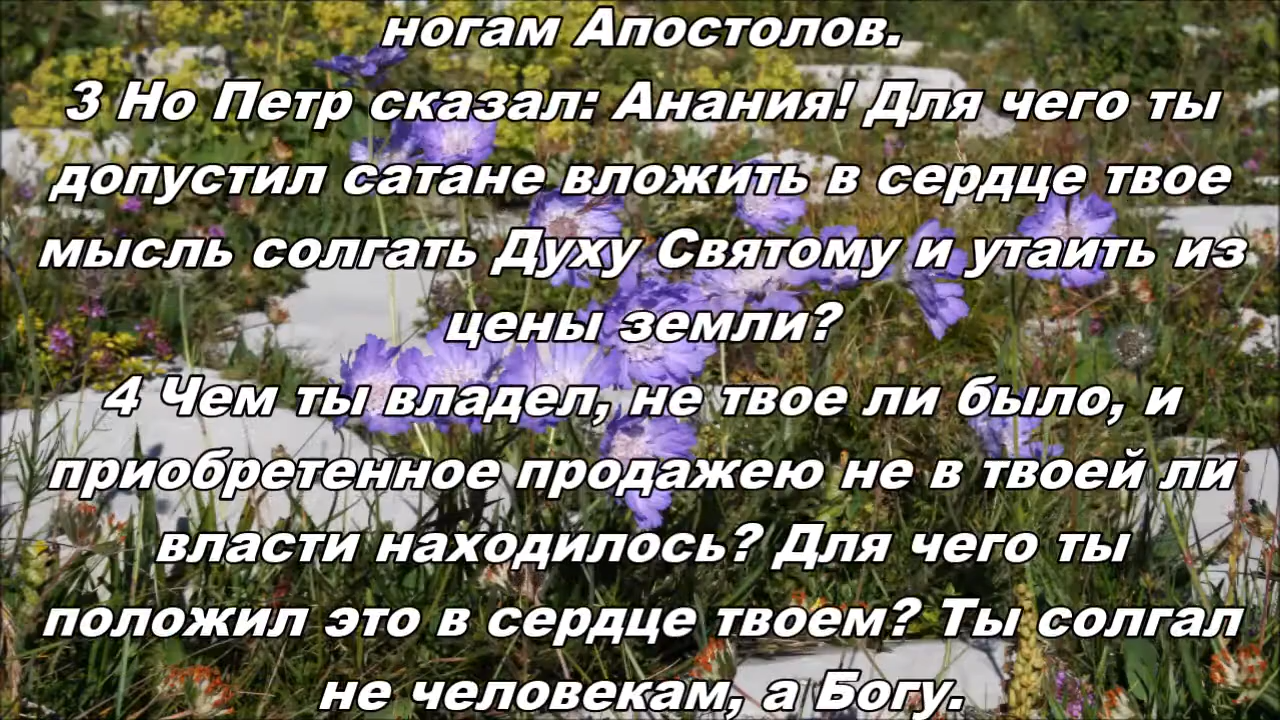 ногам Апостолов.
3 Но Петр сказал: Анания! Для чего ты
допустил сатане вложить в сердце твое
мысль солгать Духу Святому и утаить из
цены земли?
4 Чем ты владел, не твое ли было, и
приобретенное продажею не в твоей ли
власти находилось? Для чего ты
положил это в сердце твоем? Ты солгал
не человекам, а Богу.